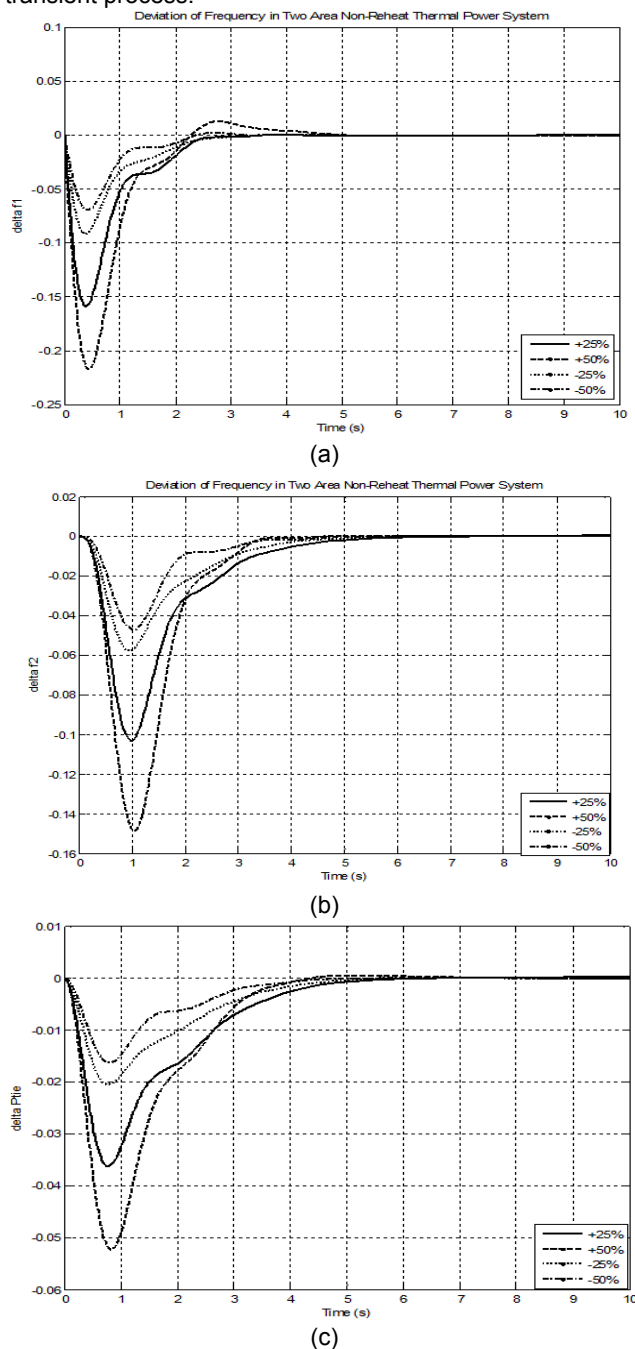 transient process.
Deviation of Frequency in Two Area Non-Reheat Thermal Power System
0.1
0.05
0
-0.05
-0.1
-0.15
-0.2
-0.25
delta f1
+25%
+50%
-25%
-50%
0 1 2 3 4 5 6 7 8 9 10
Time (s)
(a)
Deviation of Frequency in Two Area Non-Reheat Thermal Power System
0.02
0
-0.02
-0.04
-0.06
-0.08
-0.1
-0.12
-0.14
-0.16
delta f2
+25%
+50%
-25%
-50%
0 1 2 3 4 5 6 7 8 9 10
Time (s)
(b)
0.01
0
-0.01
-0.02
-0.03
-0.04
-0.05
-0.06
delta Ptie
+25%
+50%
-25%
-50%
0 1 2 3 4 5 6 7 8 9 10
Time (s)
(c)